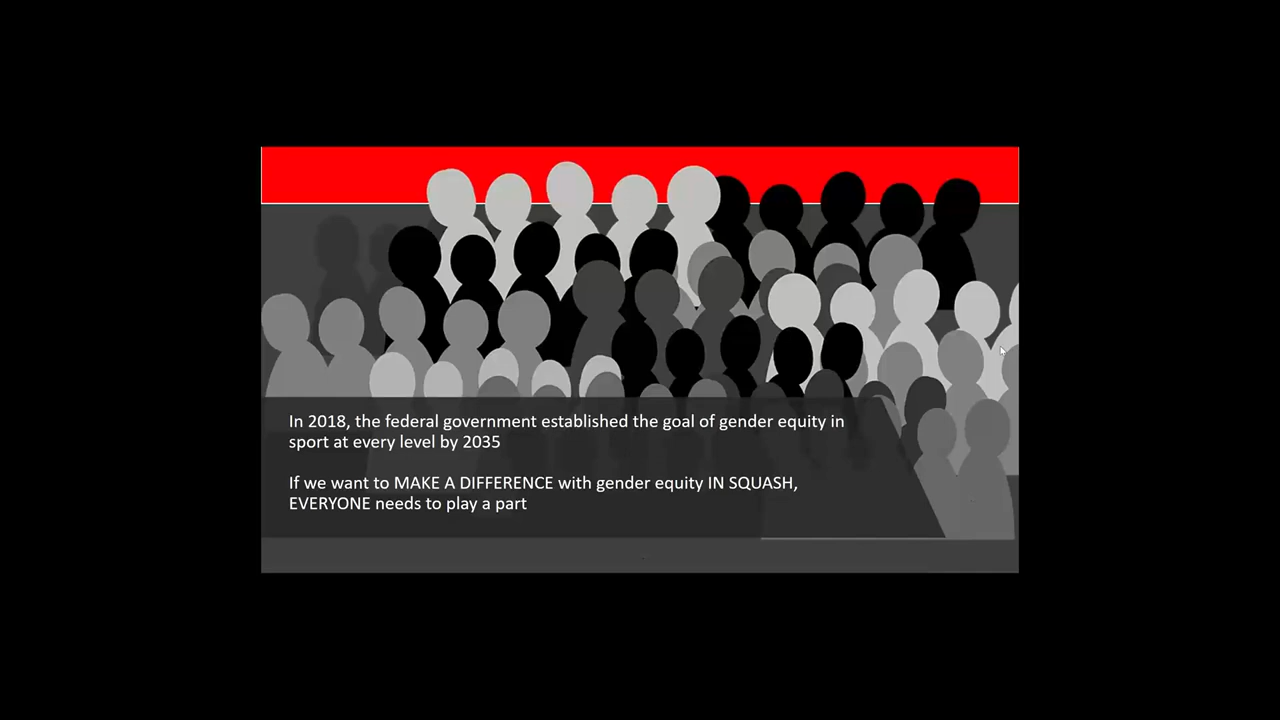 In 2018, the federal government established the goal of gender equity in
sport at every level by 2035
If we want to MAKE A DIFFERENCE with gender equity IN SQUASH,
EVERYONE needs to play a part